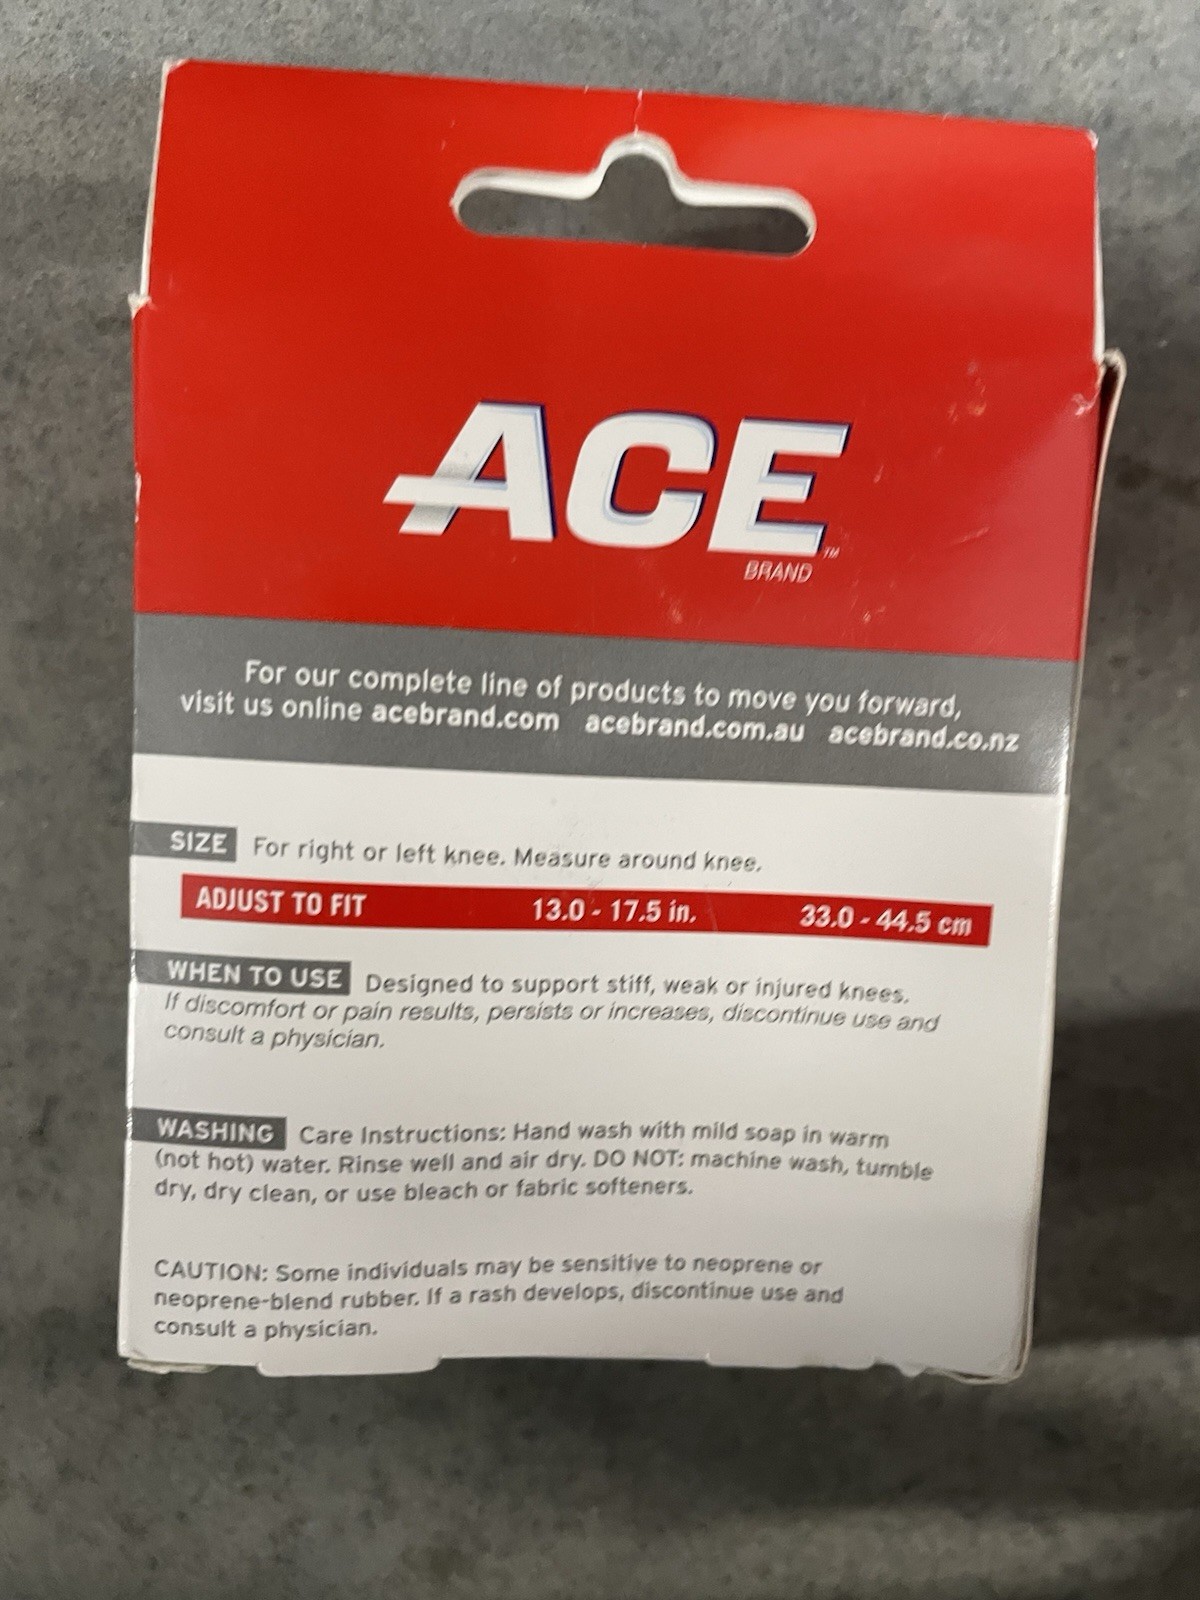 ACE
TM
BRAND
For our complete line of products to move you forward,
visit us online acebrand.com acebrand.com.au acebrand.co.nz
SIZE For right or left knee. Measure around knee.
ADJUST TO FIT 13.0 - 17.5 in. 33.0 - 44.5 cm
WHEN TO USE Designed to support stiff, weak or injured knees.
If discomfort or pain results, persists or increases, discontinue use and
consult a physician.
WASHING Care Instructions: Hand wash with mild soap in warm
(not hot) water. Rinse well and air dry. DO NOT: machine wash, tumble
dry, dry clean, or use bleach or fabric softeners.
CAUTION: Some individuals may be sensitive to neoprene or
neoprene-blend rubber. If a rash develops, discontinue use and
consult a physician.